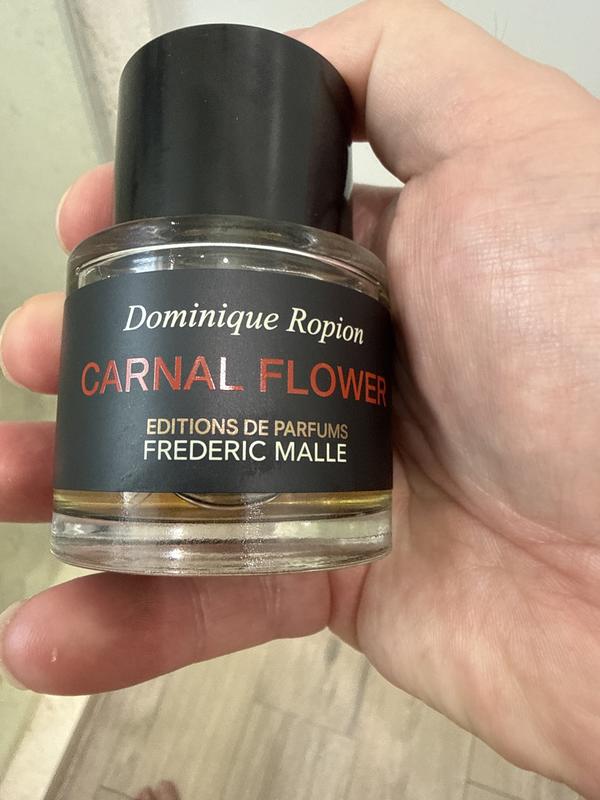 Dominique Ropion
CARNAL FLOWER
EDITIONS DE PARFUMS
FREDERIC MALLE